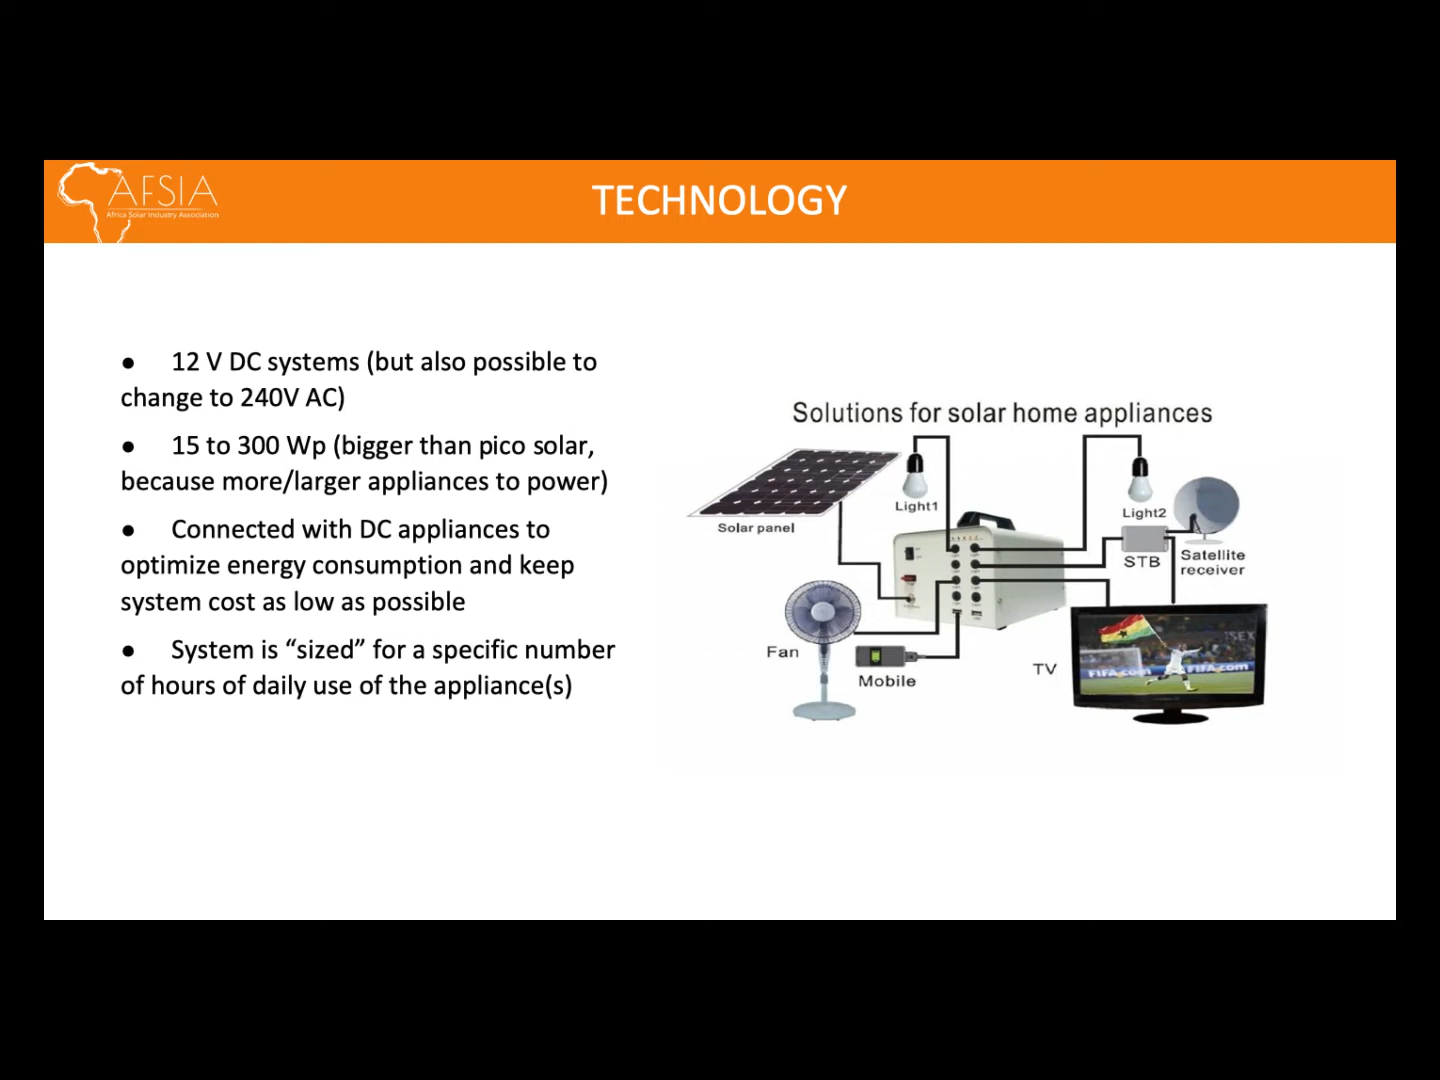 AFSIA
Africa Solar Industry Association
TECHNOLOGY
● 12 V DC systems (but also possible to
change to 240V AC)
● 15 to 300 Wp (bigger than pico solar,
because more/larger appliances to power)
● Connected with DC appliances to
optimize energy consumption and keep
system cost as low as possible
● System is “sized” for a specific number
of hours of daily use of the appliance(s)
Solutions for solar home appliances
Solar panel
Light1
Light2
STB
Satellite
receiver
Fan
Mobile
TV
FIFA.com
FIFA.com